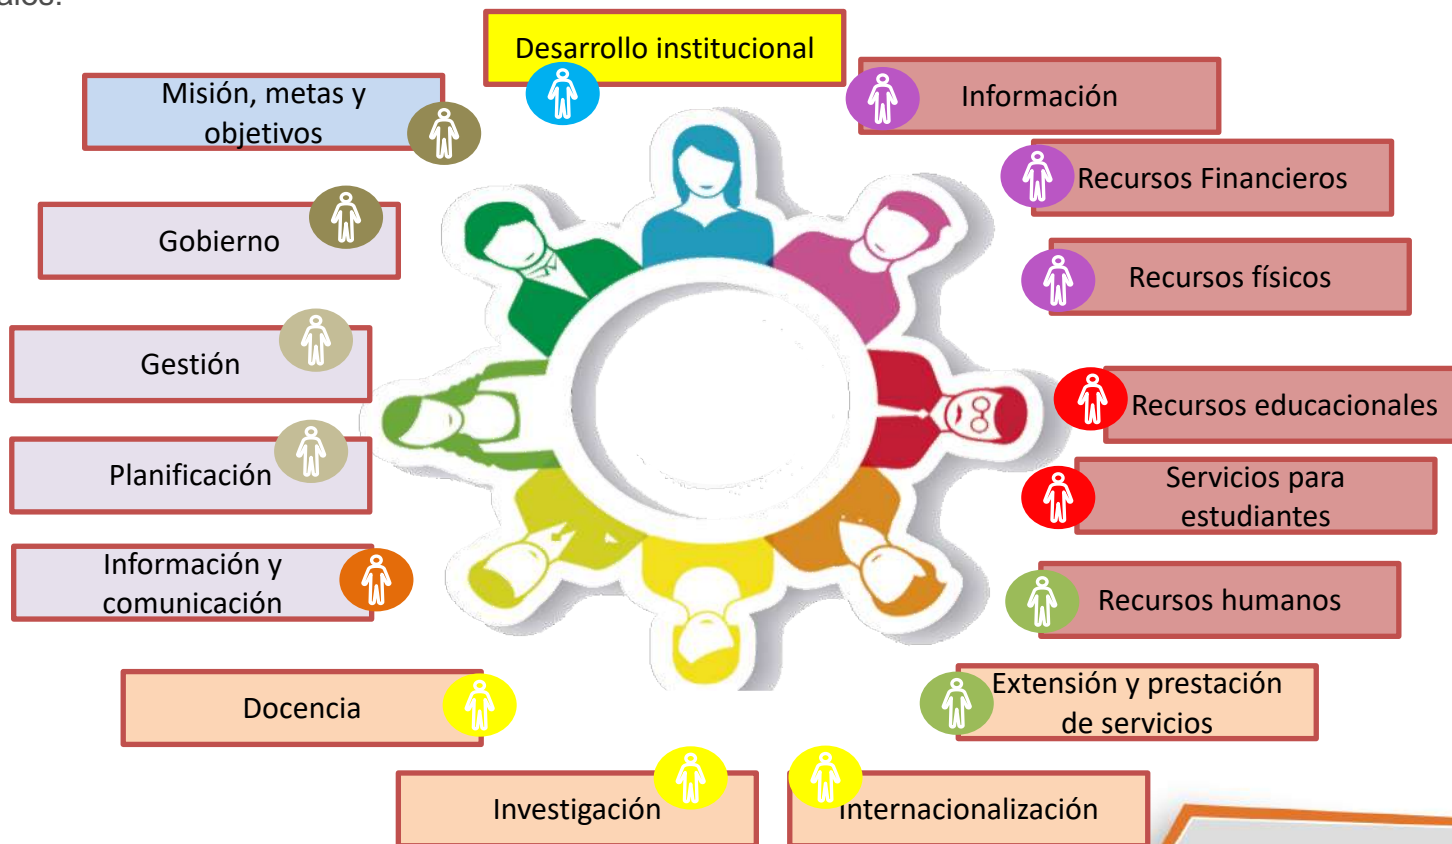 Desarrollo institucional
Misión, metas y
objetivos
Información
Recursos Financieros
Gobierno
Recursos físicos
Gestión
Recursos educacionales
Planificación
Servicios para
estudiantes
Información y
comunicación
Recursos humanos
Docencia
Extensión y prestación
de servicios
Investigación
Internacionalización